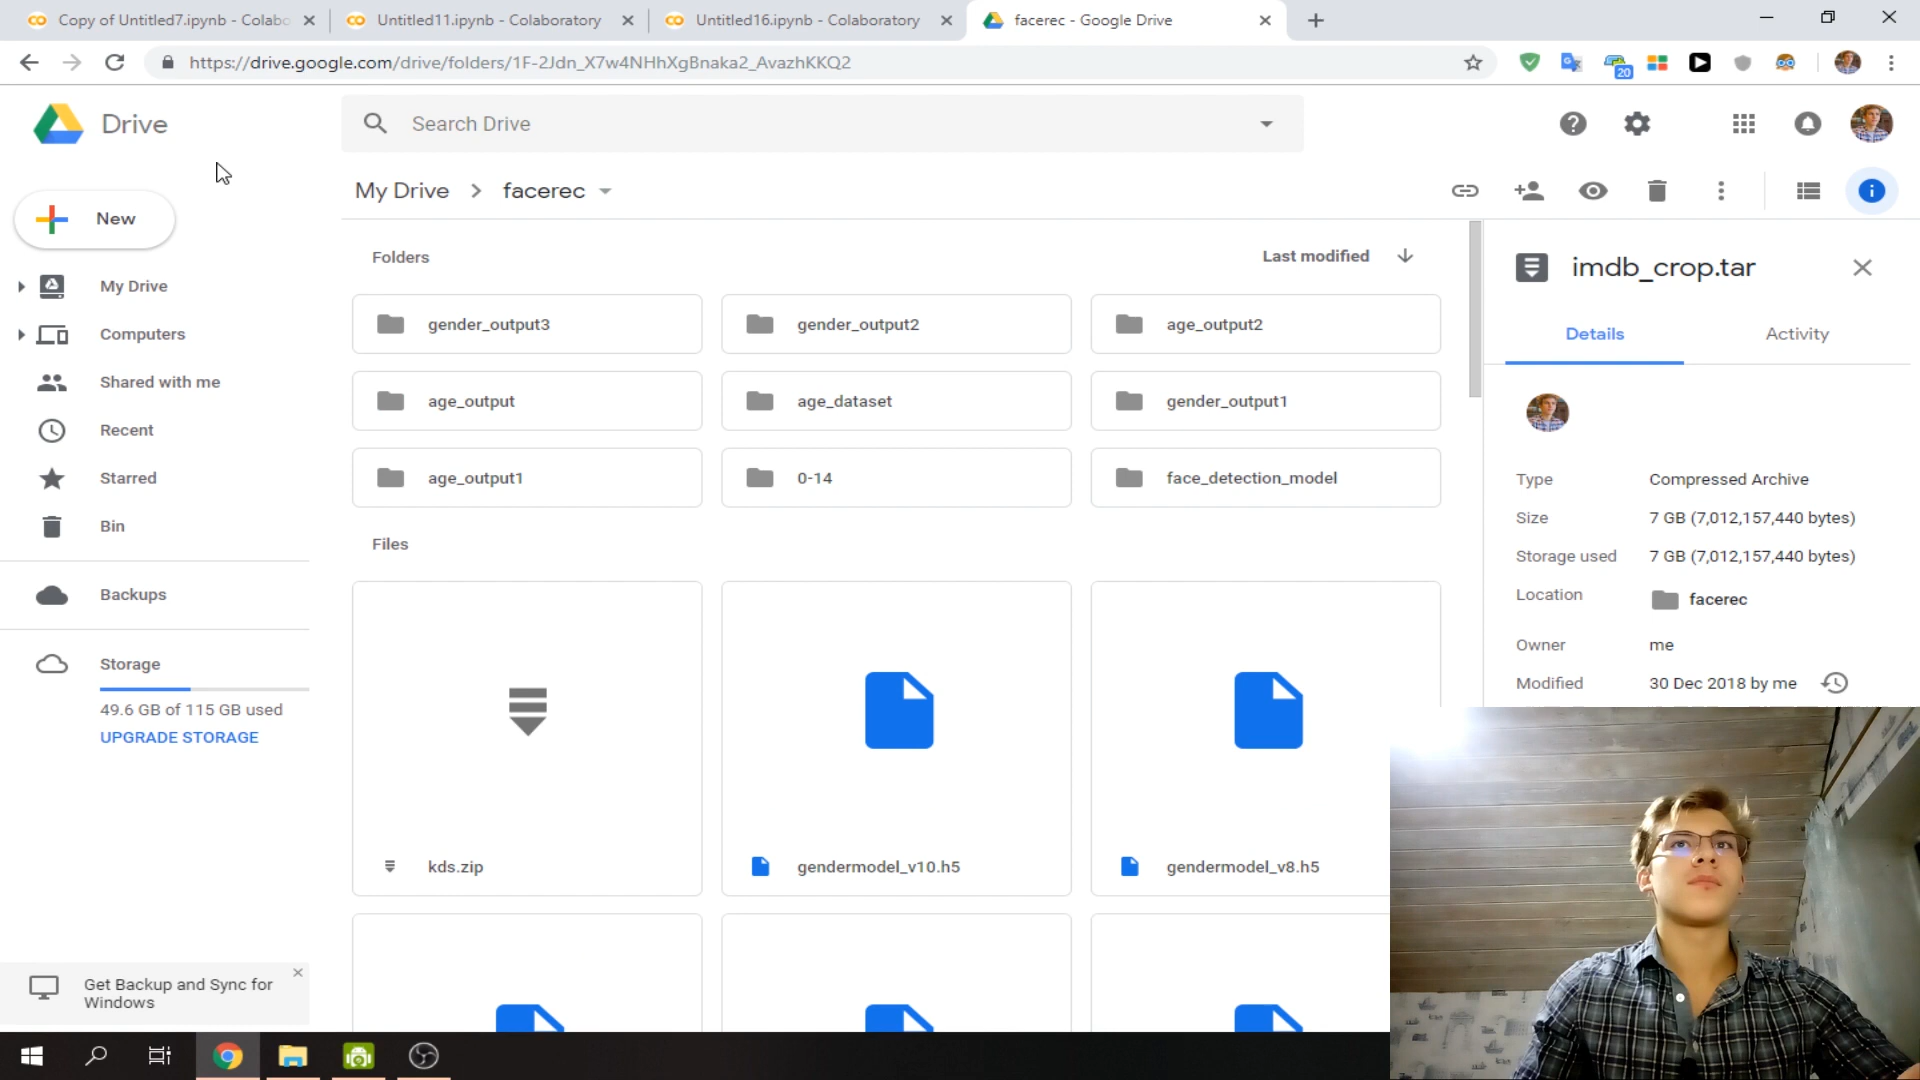 Copy of Untitled7.ipynb - Colabo
Untitled11.ipynb - Colaboratory
Untitled16.ipynb - Colaboratory
facerec - Google Drive
https://drive.google.com/drive/folders/1F-2Jdn_X7w4NHhXgBnaka2_AvazhKKQ2
20
Drive
Search Drive
New
My Drive
Computers
Shared with me
Recent
Starred
Bin
Backups
Storage
49.6 GB of 115 GB used
UPGRADE STORAGE
Get Backup and Sync for
Windows
My Drive > facerec
Folders
Last modified
gender_output3
gender_output2
age_output2
age_output
age_dataset
gender_output1
age_output1
0-14
face_detection_model
Files
kds.zip
gendermodel_v10.h5
gendermodel_v8.h5
imdb_crop.tar
Details
Activity
Type Compressed Archive
Size 7 GB (7,012,157,440 bytes)
Storage used 7 GB (7,012,157,440 bytes)
Location facerec
Owner me
Modified 30 Dec 2018 by me